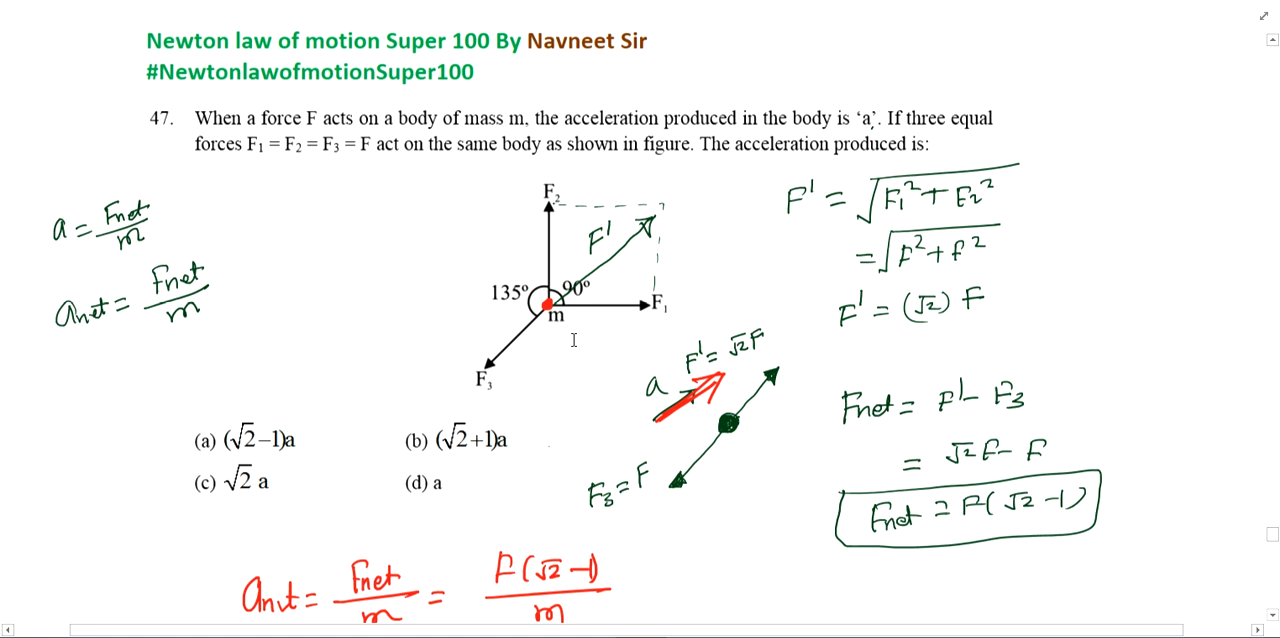 Newton law of motion Super 100 By Navneet Sir
#NewtonlawofmotionSuper100
47. When a force F acts on a body of mass m, the acceleration produced in the body is ‘a’. If three equal
forces F₁ = F₂ = F₃ = F act on the same body as shown in figure. The acceleration produced is:
a = Fnet/m
anet = Fnet/m
F₂
F'
135°
90°
F₁
m
F₃
F' = √F₁² + F₂²
= √F² + F²
F' = (√2) F
a
F' = √2F
F₃ = F
Fnet = F' - F₃
= √2 F - F
Fnet = F(√2 -1)
(a) (√2−1)a
(b) (√2+1)a
(c) √2 a
(d) a
anet = Fnet/m = F(√2 -1)/m